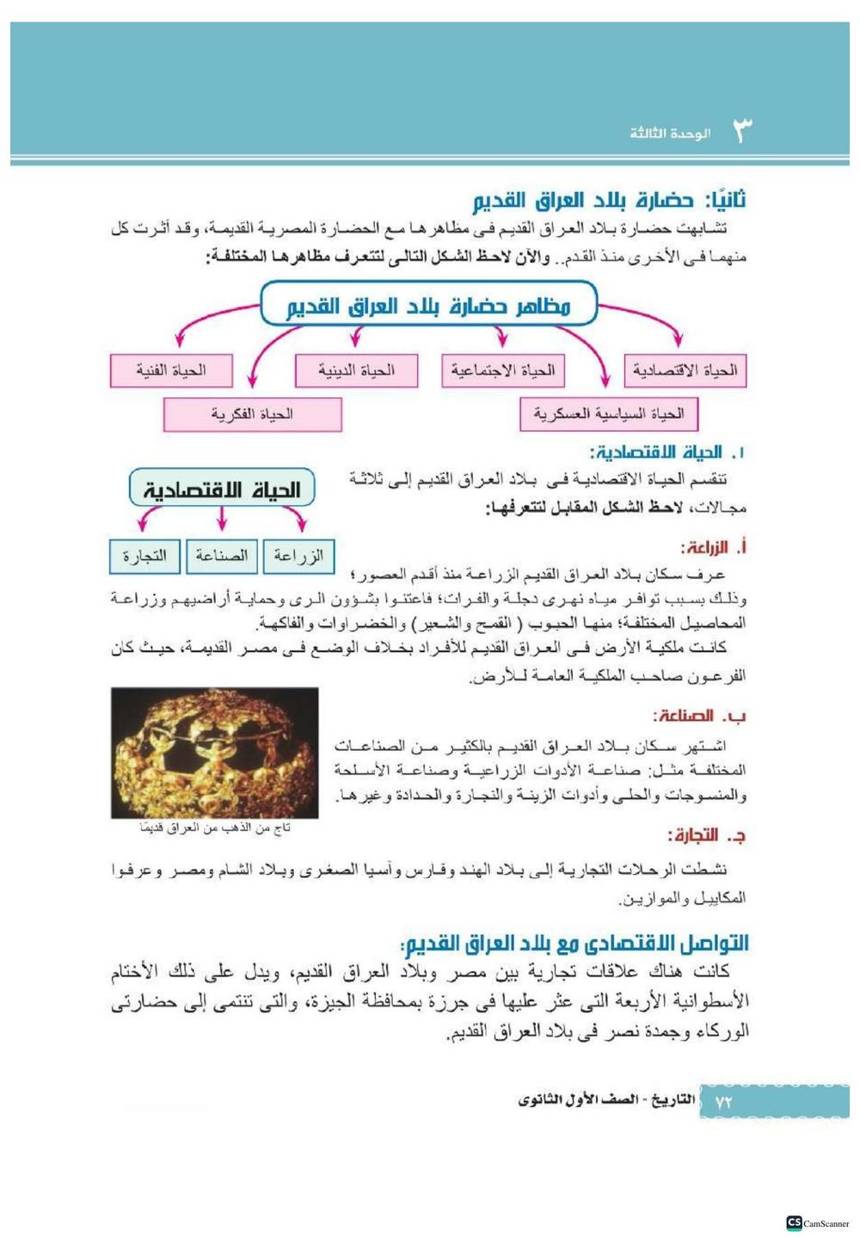 ٣ الوحدة الثالثة
ثانيًا: حضارة بلاد العراق القديم
تشابهت حضارة بلاد العراق القديم فى مظاهرها مع الحضارة المصرية القديمة، وقد أثرت كل
منهما فى الأخرى منذ القدم.. والآن لاحظ الشكل التالى لتتعرف مظاهرها المختلفة:
مظاهر حضارة بلاد العراق القديم
الحياة الاقتصادية
الحياة الاجتماعية
الحياة الدينية
الحياة الفنية
الحياة السياسية العسكرية
الحياة الفكرية
١. الحياة الاقتصادية:
تنقسم الحياة الاقتصادية فى بلاد العراق القديم إلى ثلاثة
مجالات، لاحظ الشكل المقابل لتتعرفها:
الحياة الاقتصادية
الزراعة
الصناعة
التجارة
أ. الزراعة:
عرف سكان بلاد العراق القديم الزراعة منذ أقدم العصور؛
وذلك بسبب توافر مياه نهرى دجلة والفرات؛ فاعتنوا بشؤون الرى وحماية أراضيهم وزراعة
المحاصيل المختلفة؛ منها الحبوب ( القمح والشعير) والخضراوات والفاكهة.
كانت ملكية الأرض فى العراق القديم للأفراد بخلاف الوضع فى مصر القديمة، حيث كان
الفرعون صاحب الملكية العامة للأرض.
ب. الصناعة:
اشتهر سكان بلاد العراق القديم بالكثير من الصناعات
المختلفة مثل: صناعة الأدوات الزراعية وصناعة الأسلحة
والمنسوجات والحلى وأدوات الزينة والنجارة والحدادة وغيرها.
تاج من الذهب من العراق قديمًا
جـ. التجارة:
نشطت الرحلات التجارية إلى بلاد الهند وفارس وآسيا الصغرى وبلاد الشام ومصر وعرفوا
المكاييل والموازين.
التواصل الاقتصادى مع بلاد العراق القديم:
كانت هناك علاقات تجارية بين مصر وبلاد العراق القديم، ويدل على ذلك الأختام
الأسطوانية الأربعة التى عثر عليها فى جرزة بمحافظة الجيزة، والتى تنتمى إلى حضارتى
الوركاء وجمدة نصر فى بلاد العراق القديم.
٧٢ التاريخ - الصف الأول الثانوى
CS CamScanner